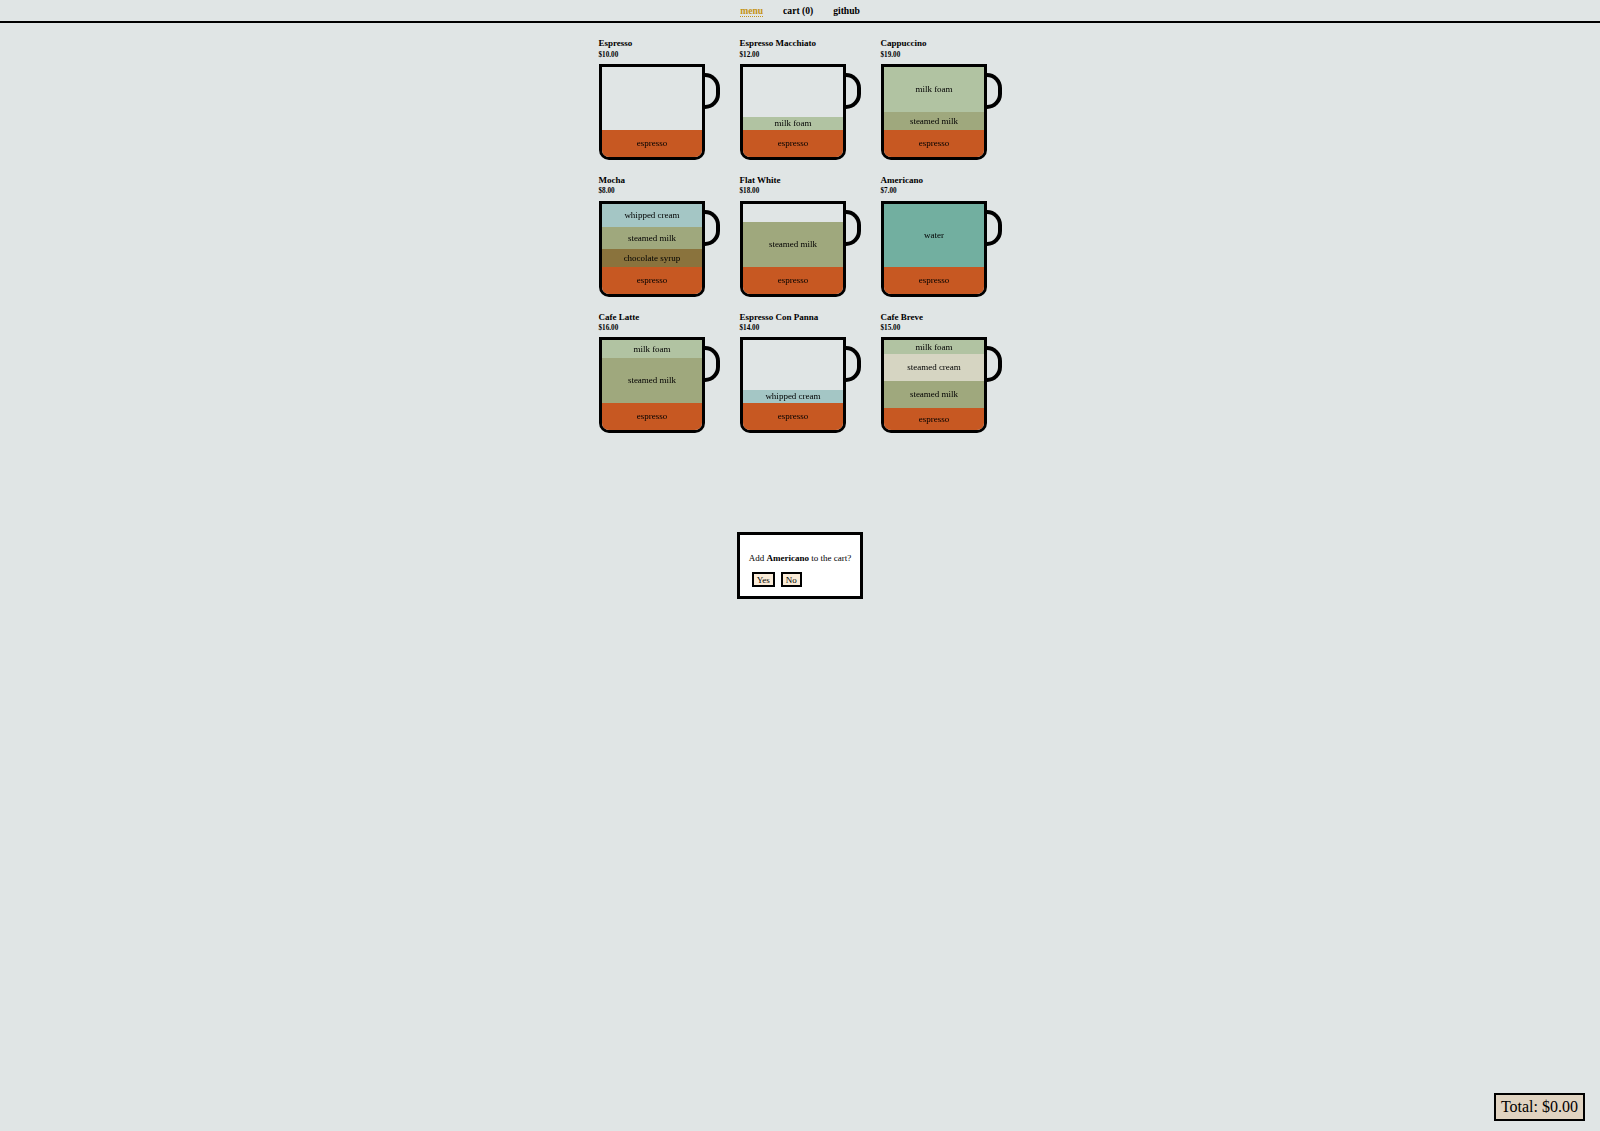 menu cart (0) github
Espresso
$10.00
espresso
Espresso Macchiato
$12.00
milk foam
espresso
Cappuccino
$19.00
milk foam
steamed milk
espresso
Mocha
$8.00
whipped cream
steamed milk
chocolate syrup
espresso
Flat White
$18.00
steamed milk
espresso
Americano
$7.00
water
espresso
Cafe Latte
$16.00
milk foam
steamed milk
espresso
Espresso Con Panna
$14.00
whipped cream
espresso
Cafe Breve
$15.00
milk foam
steamed cream
steamed milk
espresso
Add Americano to the cart?
Yes No
Total: $0.00